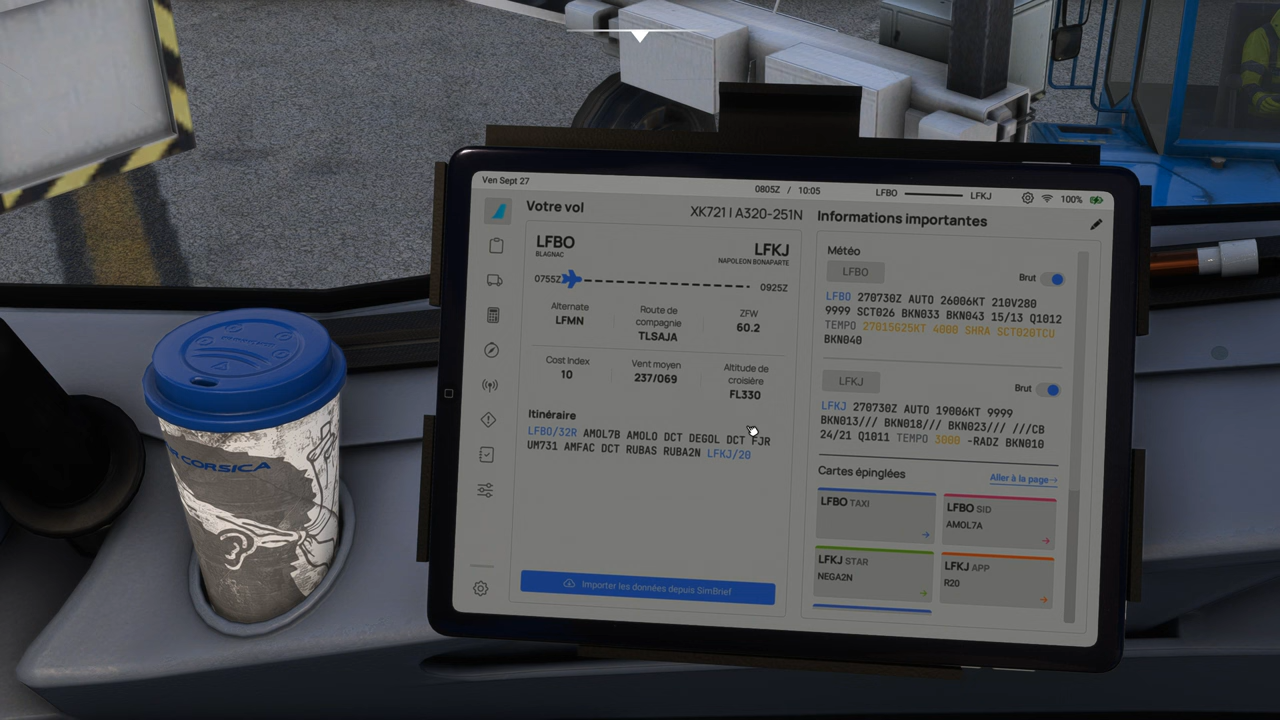 Ven Sept 27
0805Z / 10:05
LFBO LFKJ
100%
Votre vol
XK721 | A320-251N
LFBO
BLAGNAC
LFKJ
NAPOLEON BONAPARTE
0755Z
0925Z
Alternate
LFMN
Route de
compagnie
TLSAJA
ZFW
60.2
Cost Index
10
Vent moyen
237/069
Altitude de
croisière
FL330
Itinéraire
LFBO/32R AMOL7B AMOLO DCT DEGOL DCT FJR
UM731 AMFAC DCT RUBAS RUBA2N LFKJ/20
Importer les données depuis SimBrief
Informations importantes
Météo
LFBO
Brut
LFBO 270730Z AUTO 26006KT 210V280
9999 SCT026 BKN033 BKN043 15/13 Q1012
TEMPO 27015G25KT 4000 SHRA SCT020TCU
BKN040
LFKJ
Brut
LFKJ 270730Z AUTO 19006KT 9999
BKN013/// BKN018/// BKN023/// ///CB
24/21 Q1011 TEMPO 3000 -RADZ BKN010
Cartes épinglées
Aller à la page
LFBO TAXI
LFBO SID
AMOL7A
LFKJ STAR
NEGA2N
LFKJ APP
R20
CORSICA